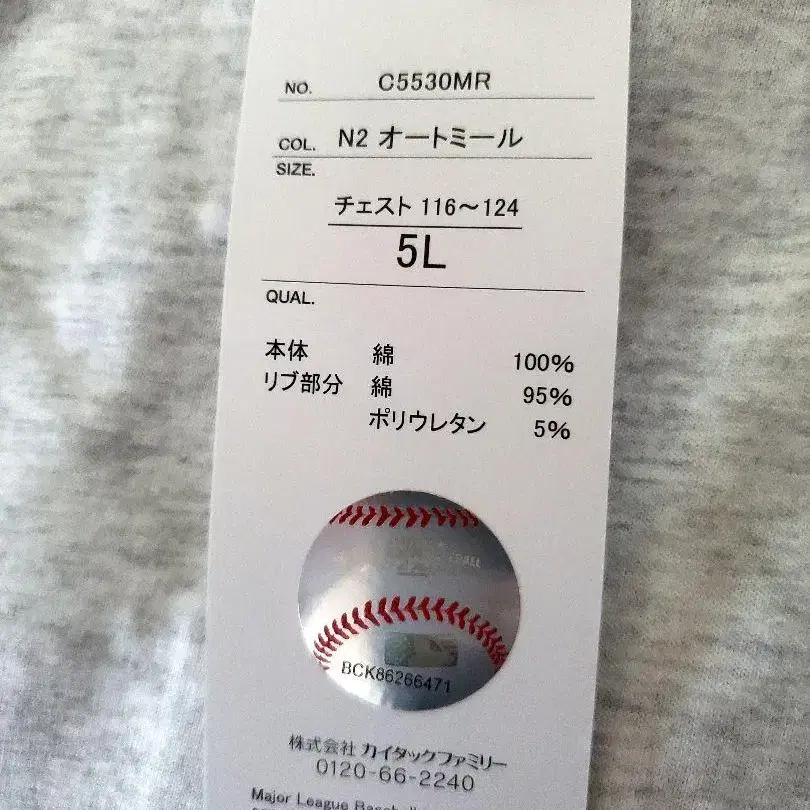 NO. C5530MR
COL. N2 オートミール
SIZE.
チェスト 116～124
5L
QUAL.
本体 綿 100%
リブ部分 綿 95%
ポリウレタン 5%
BCK86266471
株式会社 カイタックファミリー
0120-66-2240
Major League Baseball